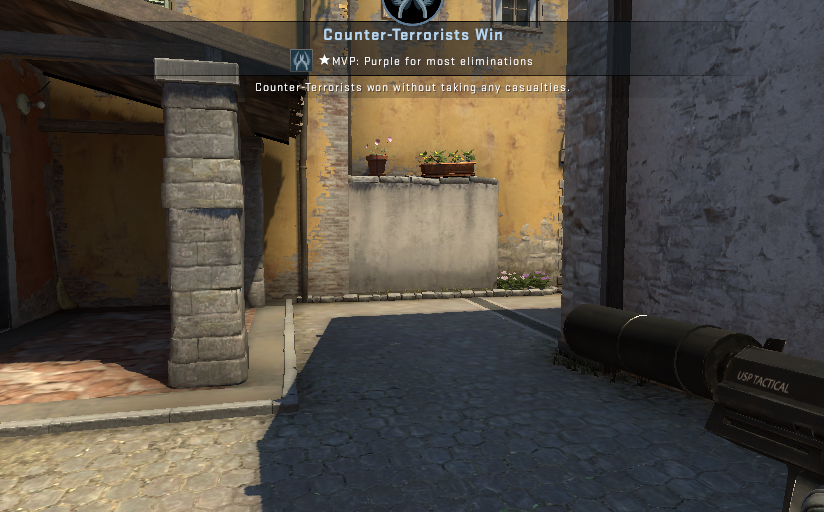 Counter-Terrorists Win
★MVP: Purple for most eliminations
Counter-Terrorists won without taking any casualties.
USP TACTICAL